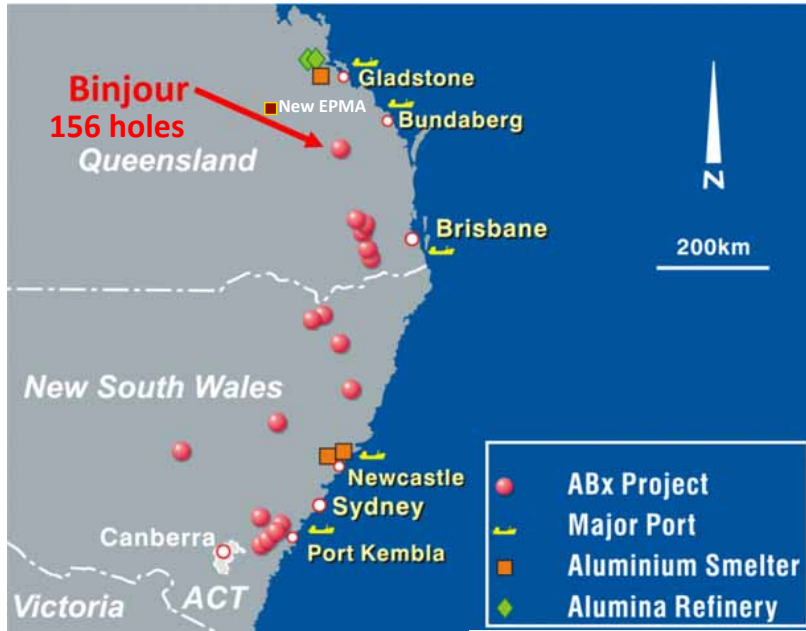 Gladstone
Binjour
New EPMA
156 holes
Bundaberg
Queensland
N
Brisbane
200km
New South Wales
Newcastle
ABx Project
Sydney
Major Port
Canberra
Port Kembla
Aluminium Smelter
ACT
Victoria
Alumina Refinery